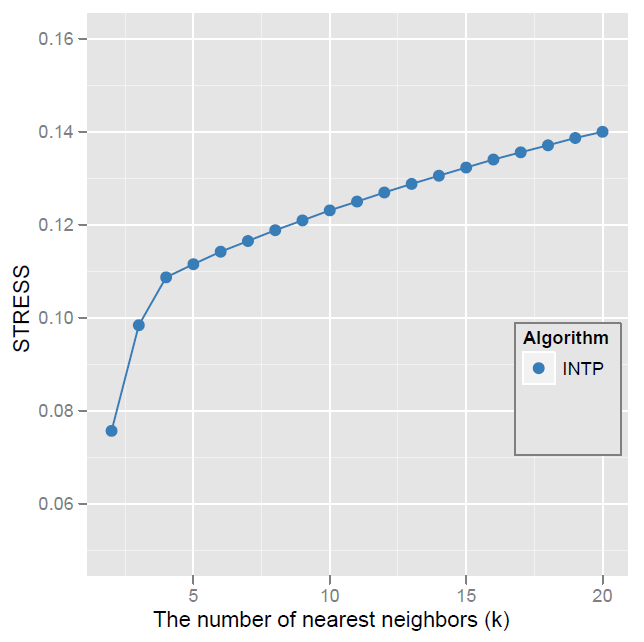 0.16
0.14
0.12
0.10
0.08
0.06
STRESS
Algorithm
INTP
5 10 15 20
The number of nearest neighbors (k)